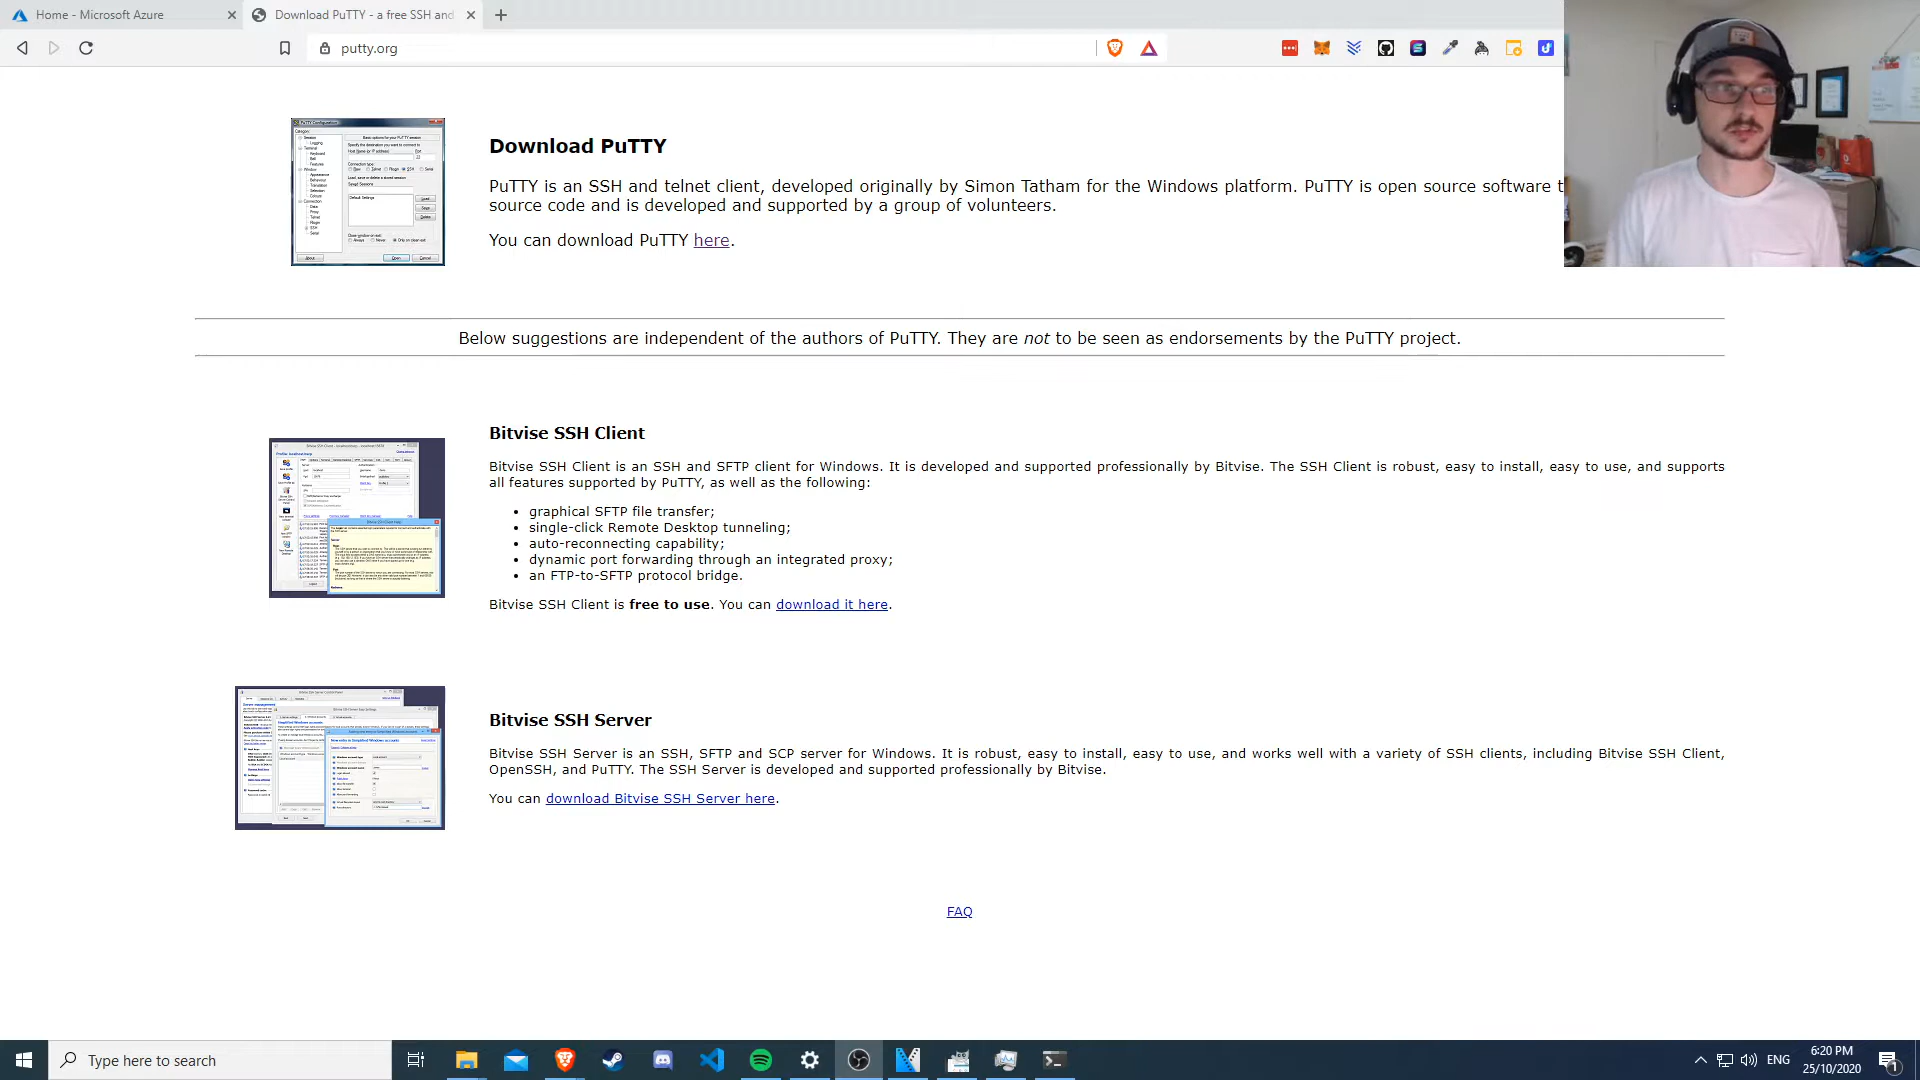 Home - Microsoft Azure
Download PuTTY - a free SSH and
putty.org
Download PuTTY
PuTTY is an SSH and telnet client, developed originally by Simon Tatham for the Windows platform. PuTTY is open source software t
source code and is developed and supported by a group of volunteers.
You can download PuTTY here.
Below suggestions are independent of the authors of PuTTY. They are not to be seen as endorsements by the PuTTY project.
Bitvise SSH Client
Bitvise SSH Client is an SSH and SFTP client for Windows. It is developed and supported professionally by Bitvise. The SSH Client is robust, easy to install, easy to use, and supports
all features supported by PuTTY, as well as the following:
• graphical SFTP file transfer;
• single-click Remote Desktop tunneling;
• auto-reconnecting capability;
• dynamic port forwarding through an integrated proxy;
• an FTP-to-SFTP protocol bridge.
Bitvise SSH Client is free to use. You can download it here.
Bitvise SSH Server
Bitvise SSH Server is an SSH, SFTP and SCP server for Windows. It is robust, easy to install, easy to use, and works well with a variety of SSH clients, including Bitvise SSH Client,
OpenSSH, and PuTTY. The SSH Server is developed and supported professionally by Bitvise.
You can download Bitvise SSH Server here.
FAQ
Type here to search
ENG
6:20 PM
25/10/2020
1